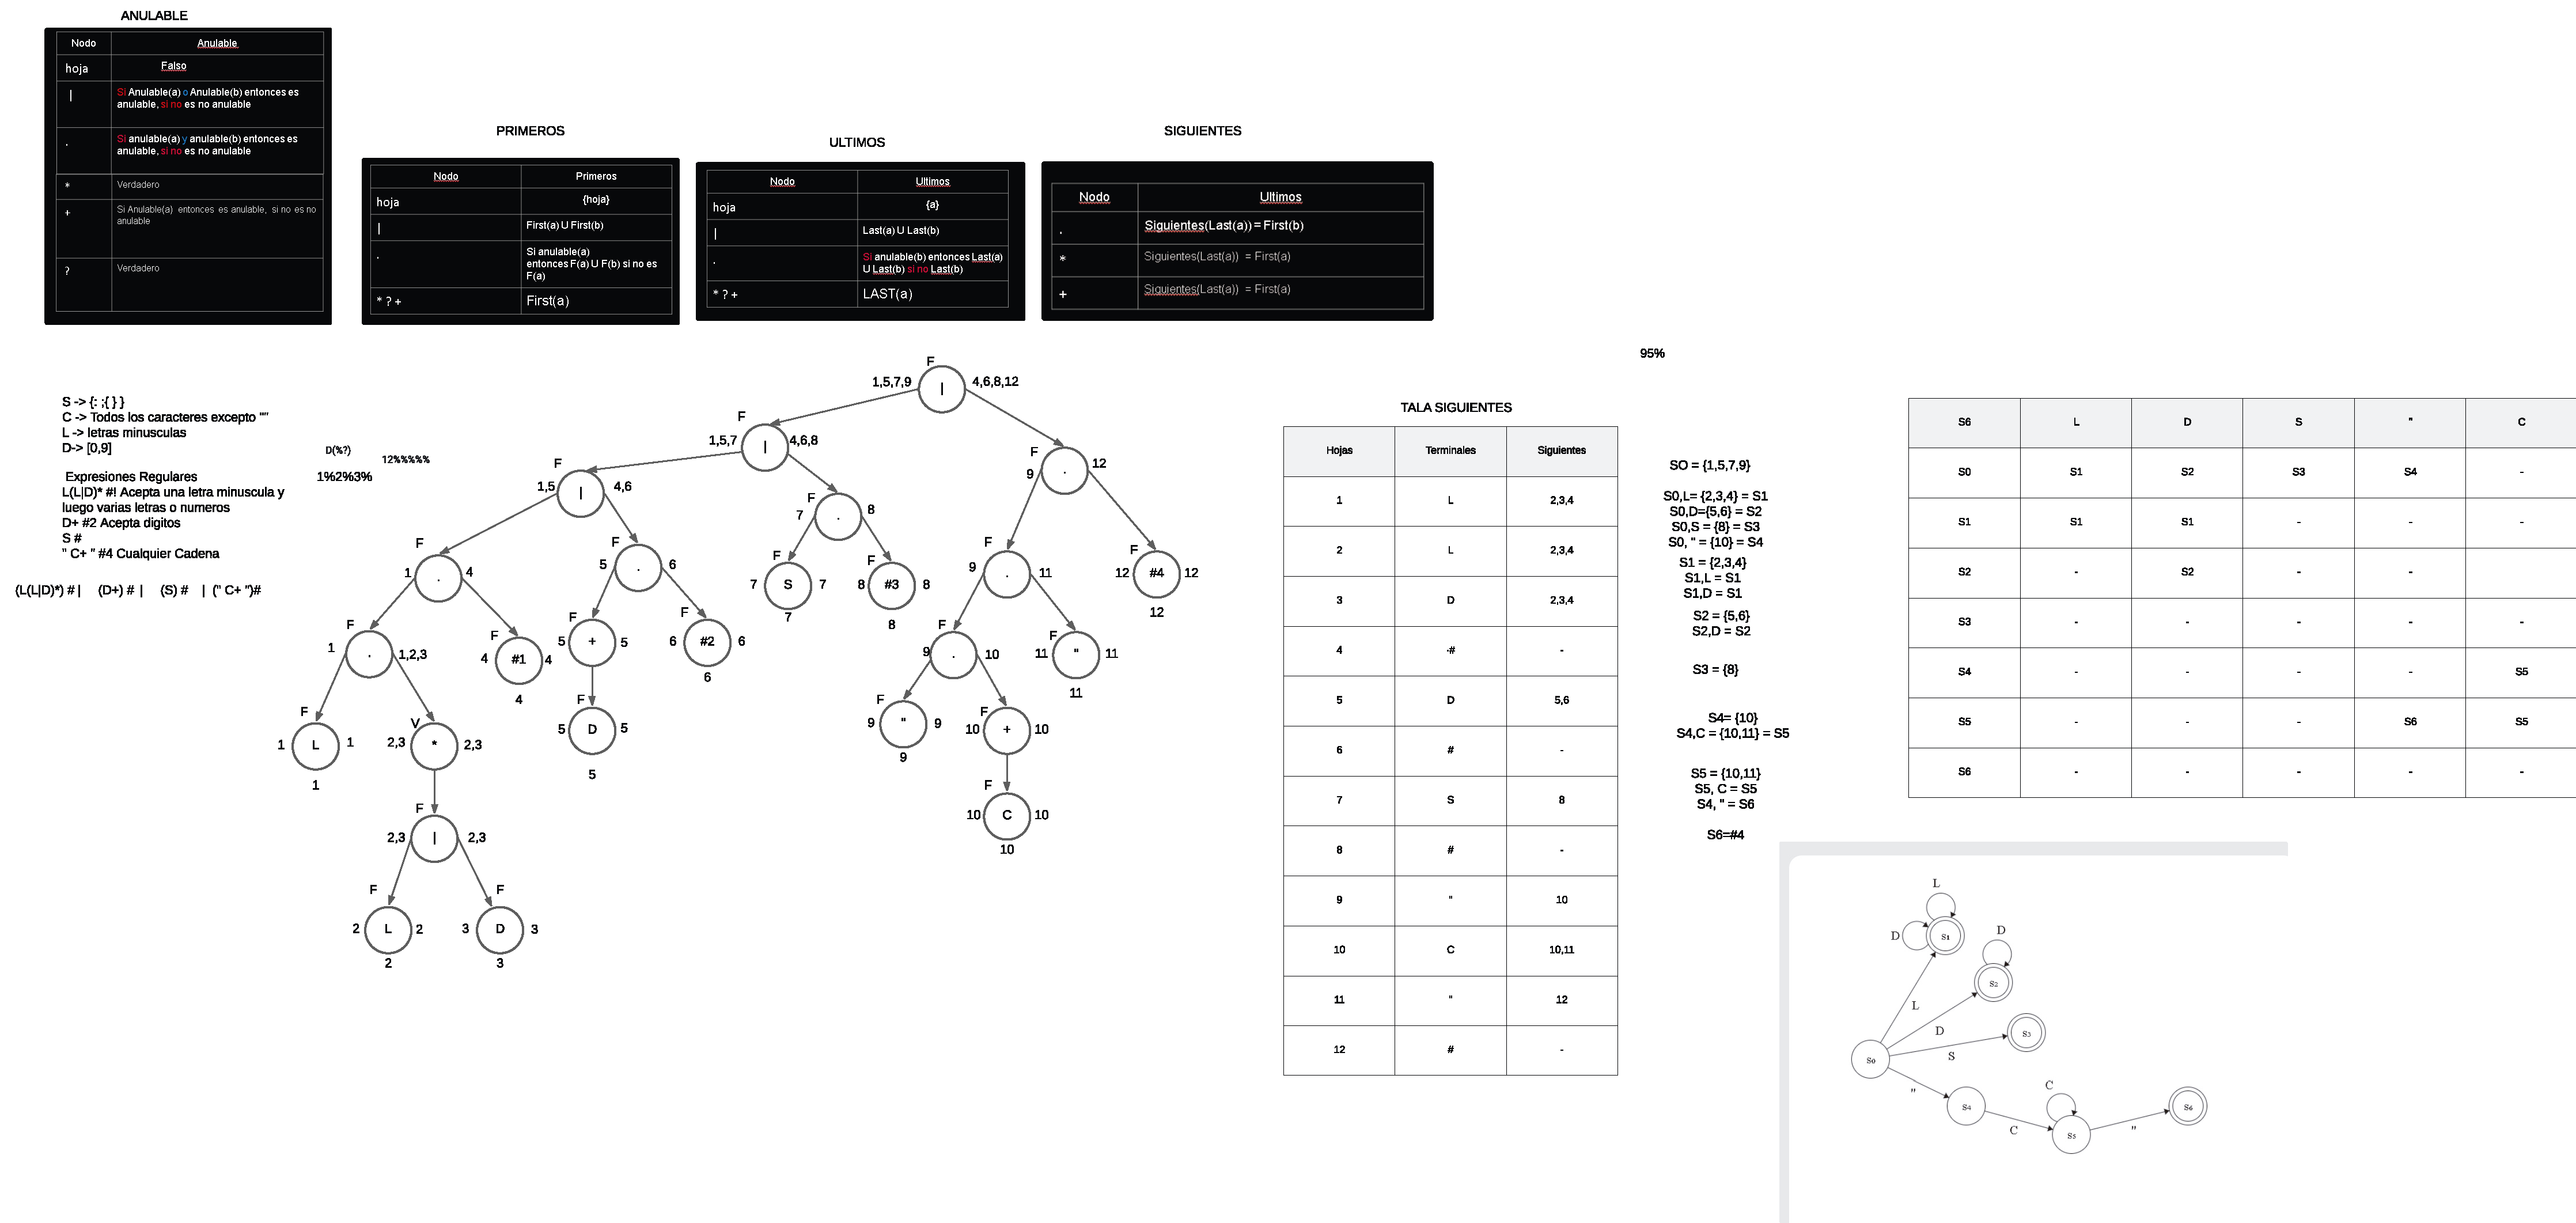 ANULABLE
Nodo Anulable
hoja Falso
| Si Anulable(a) o Anulable(b) entonces es
anulable, si no es no anulable
. Si anulable(a) y anulable(b) entonces es
anulable, si no es no anulable
* Verdadero
+ Si Anulable(a) entonces es anulable, si no es no
anulable
? Verdadero
PRIMEROS
Nodo Primeros
hoja {hoja}
| First(a) U First(b)
. Si anulable(a)
entonces F(a) U F(b) si no es
F(a)
* ? + First(a)
ULTIMOS
Nodo Ultimos
hoja {a}
| Last(a) U Last(b)
. Si anulable(b) entonces Last(a)
U Last(b) si no Last(b)
* ? + LAST(a)
SIGUIENTES
Nodo Ultimos
. Siguientes(Last(a)) = First(b)
* Siguientes(Last(a)) = First(a)
+ Siguientes(Last(a)) = First(a)
S -> {: ;{ } }
C -> Todos los caracteres excepto ""
L -> letras minusculas
D-> [0,9]
Expresiones Regulares
L(L|D)* #! Acepta una letra minuscula y
luego varias letras o numeros
D+ #2 Acepta digitos
S #
" C+ " #4 Cualquier Cadena
(L(L|D)*) # | (D+) # | (S) # | (" C+ ")#
D(%?)
12%%%%%
1%2%3%
F
1,5,7,9 | 4,6,8,12
F
1,5,7 | 4,6,8
F
9 . 12
F
1,5 | 4,6
F
7 . 8
F
1 . 4
F
5 . 6
F
7 S 7
7
F
8 #3 8
8
F
9 . 11
F
12 #4 12
12
F
1 . 1,2,3
F
4 #1 4
4
F
5 + 5
F
6 #2 6
6
F
9 . 10
F
11 " 11
11
F
1 L 1
1
V
2,3 * 2,3
F
5 D 5
5
F
9 " 9
9
F
10 + 10
F
2,3 | 2,3
F
10 C 10
10
F
2 L 2
2
F
3 D 3
3
TALA SIGUIENTES
Hojas Terminales Siguientes
1 L 2,3,4
2 L 2,3,4
3 D 2,3,4
4 -# -
5 D 5,6
6 # -
7 S 8
8 # -
9 " 10
10 C 10,11
11 " 12
12 # -
95%
SO = {1,5,7,9}
S0,L= {2,3,4} = S1
S0,D={5,6} = S2
S0,S = {8} = S3
S0, " = {10} = S4
S1 = {2,3,4}
S1,L = S1
S1,D = S1
S2 = {5,6}
S2,D = S2
S3 = {8}
S4= {10}
S4,C = {10,11} = S5
S5 = {10,11}
S5, C = S5
S4, " = S6
S6=#4
S6 L D S " C
S0 S1 S2 S3 S4 -
S1 S1 S1 - - -
S2 - S2 - -
S3 - - - - -
S4 - - - - S5
S5 - - - S6 S5
S6 - - - - -
L
D S1
D
S2
L
D
S3
S
S0
"
C
S4
S6
C
"
S5